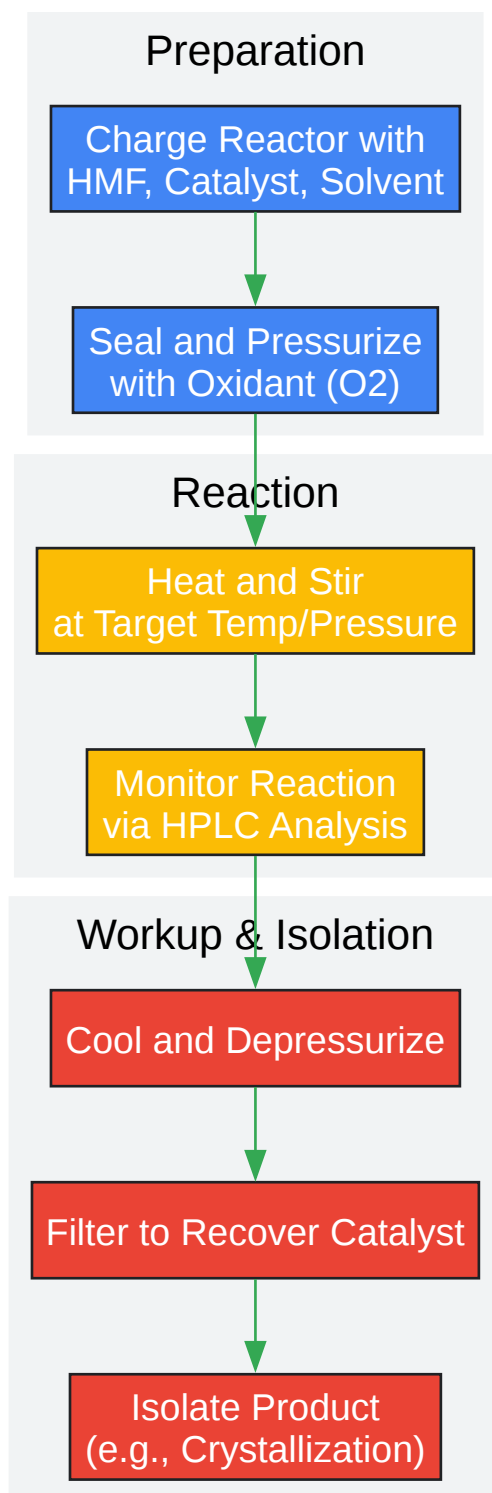 Preparation
Charge Reactor with
HMF, Catalyst, Solvent
Seal and Pressurize
with Oxidant (O2)
Reaction
Heat and Stir
at Target Temp/Pressure
Monitor Reaction
via HPLC Analysis
Workup & Isolation
Cool and Depressurize
Filter to Recover Catalyst
Isolate Product
(e.g., Crystallization)